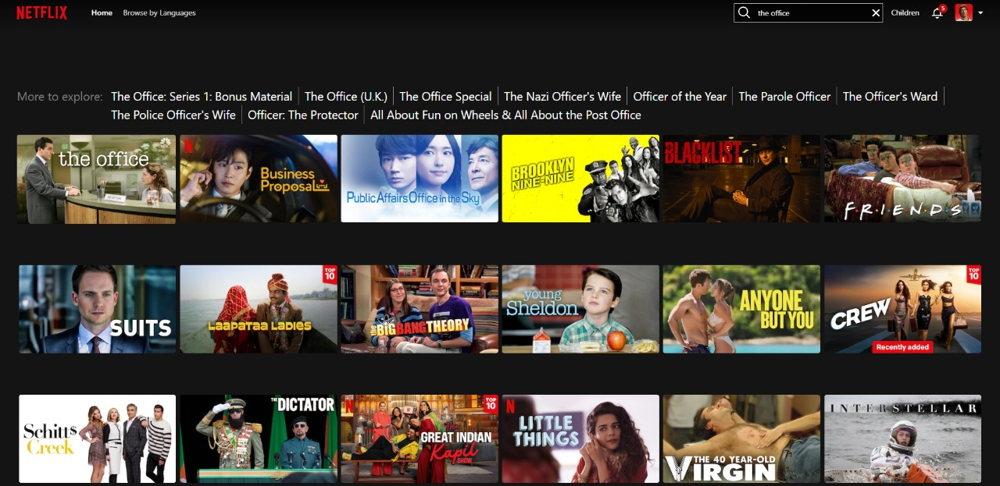 NETFLIX Home Browse by Languages the office Children 5
More to explore: The Office: Series 1: Bonus Material The Office (U.K.) The Office Special The Nazi Officer's Wife Officer of the Year The Parole Officer The Officer's Ward
The Police Officer's Wife Officer: The Protector All About Fun on Wheels & All About the Post Office
the office
N
Business
Proposal
Public Affairs Office in the Sky
BROOKLYN
NINE-NINE
BLACKLIST
F·R·I·E·N·D·S
SUITS
TOP
10
LAAPATAA LADIES
THE BIG BANG THEORY
young
Sheldon
ANYONE
BUT YOU
TOP
10
CREW
Recently added
Schitt$
Creek
THE DICTATOR
N
TOP
10
The
GREAT INDIAN
Kapil
SHOW
N
LITTLE
THINGS
THE 40 YEAR-OLD
VIRGIN
INTERSTELLAR